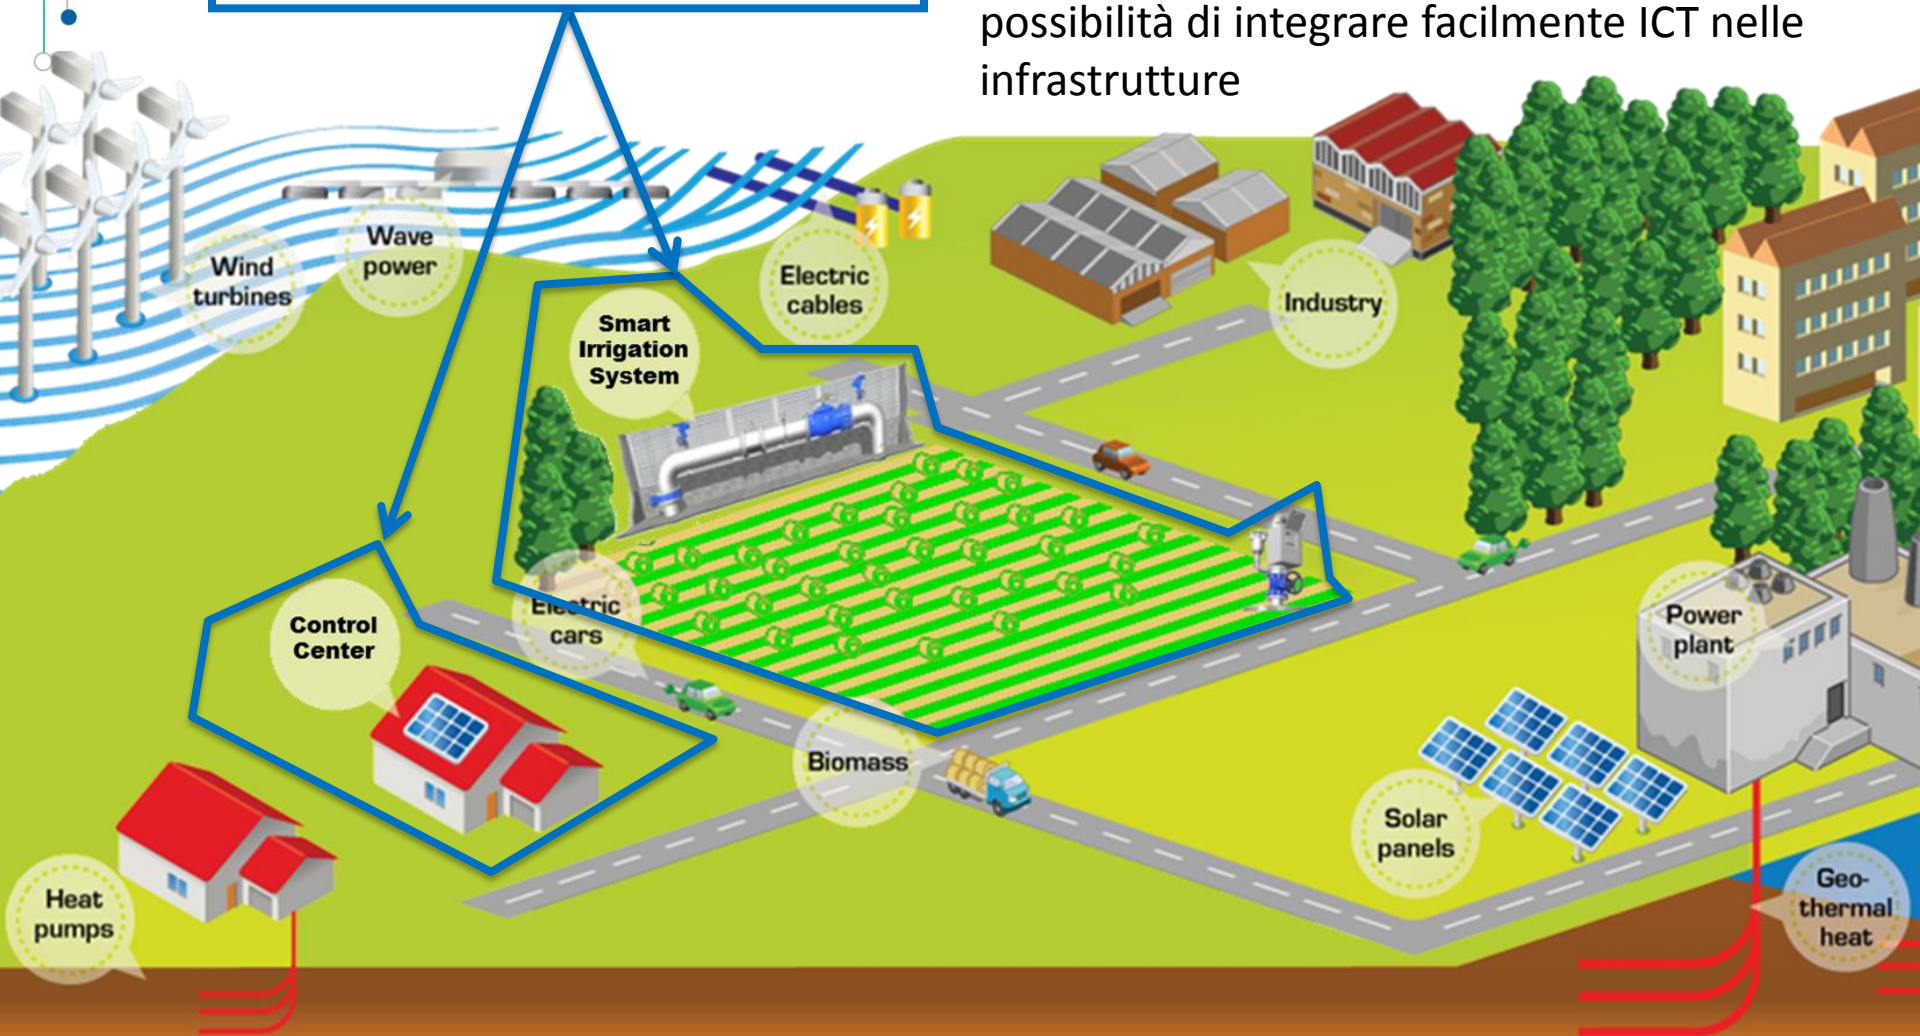 possibilità di integrare facilmente ICT nelle
infrastrutture
Wave
power
Wind
turbines
Electric
cables
Industry
Smart
Irrigation
System
Electric
cars
Control
Center
Power
plant
Biomass
Solar
panels
Heat
pumps
Geo-
thermal
heat